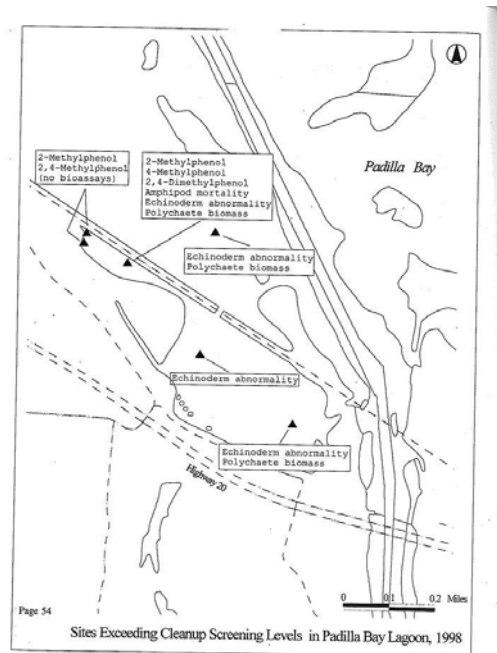 54
2-Methylphenol
2,4-Methylphenol
(no bioassays)
2-Methylphenol
4-Methylphenol
2,4-Dimethylphenol
Amphipod mortality
Echinoderm abnormality
Polychaete biomass
Padilla Bay
Echinoderm abnormality
Polychaete biomass
Echinoderm abnormality
Echinoderm abnormality
Polychaete biomass
Highway 20
0 0.1 0.2 Miles
Page 54
Sites Exceeding Cleanup Screening Levels in Padilla Bay Lagoon, 1998